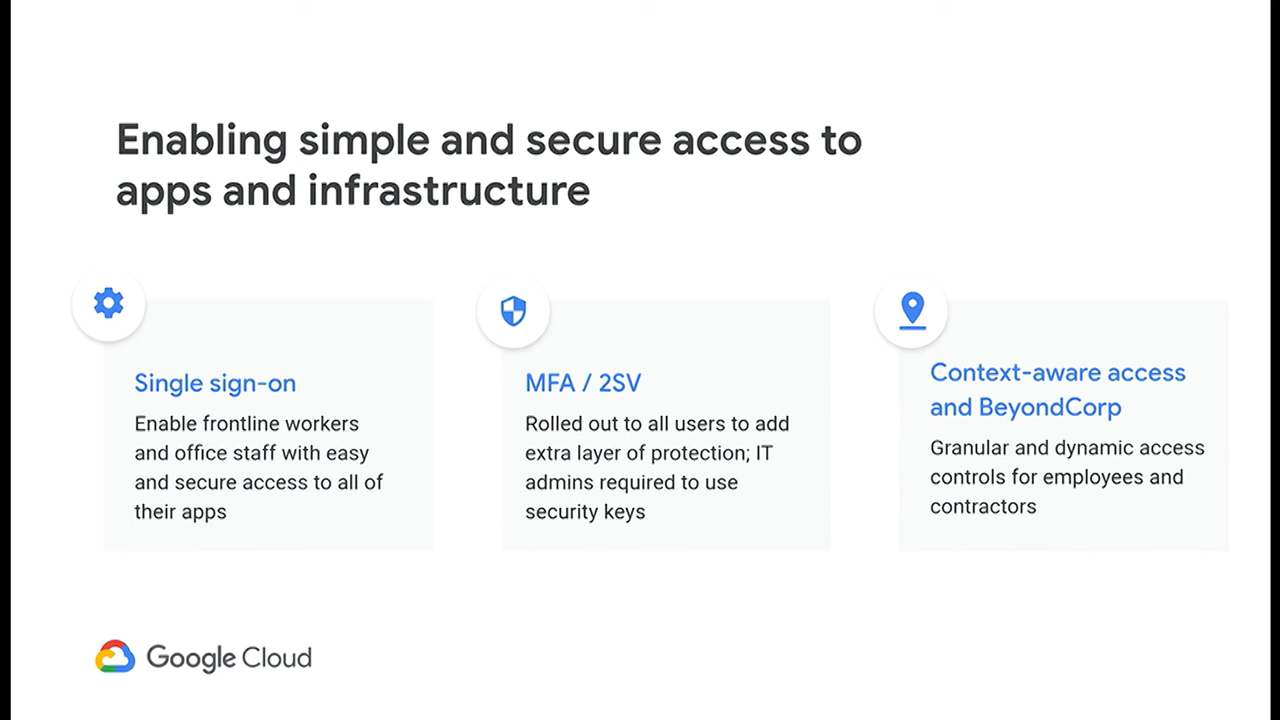 Enabling simple and secure access to
apps and infrastructure
Single sign-on
Enable frontline workers
and office staff with easy
and secure access to all of
their apps
MFA / 2SV
Rolled out to all users to add
extra layer of protection; IT
admins required to use
security keys
Context-aware access
and BeyondCorp
Granular and dynamic access
controls for employees and
contractors
Google Cloud